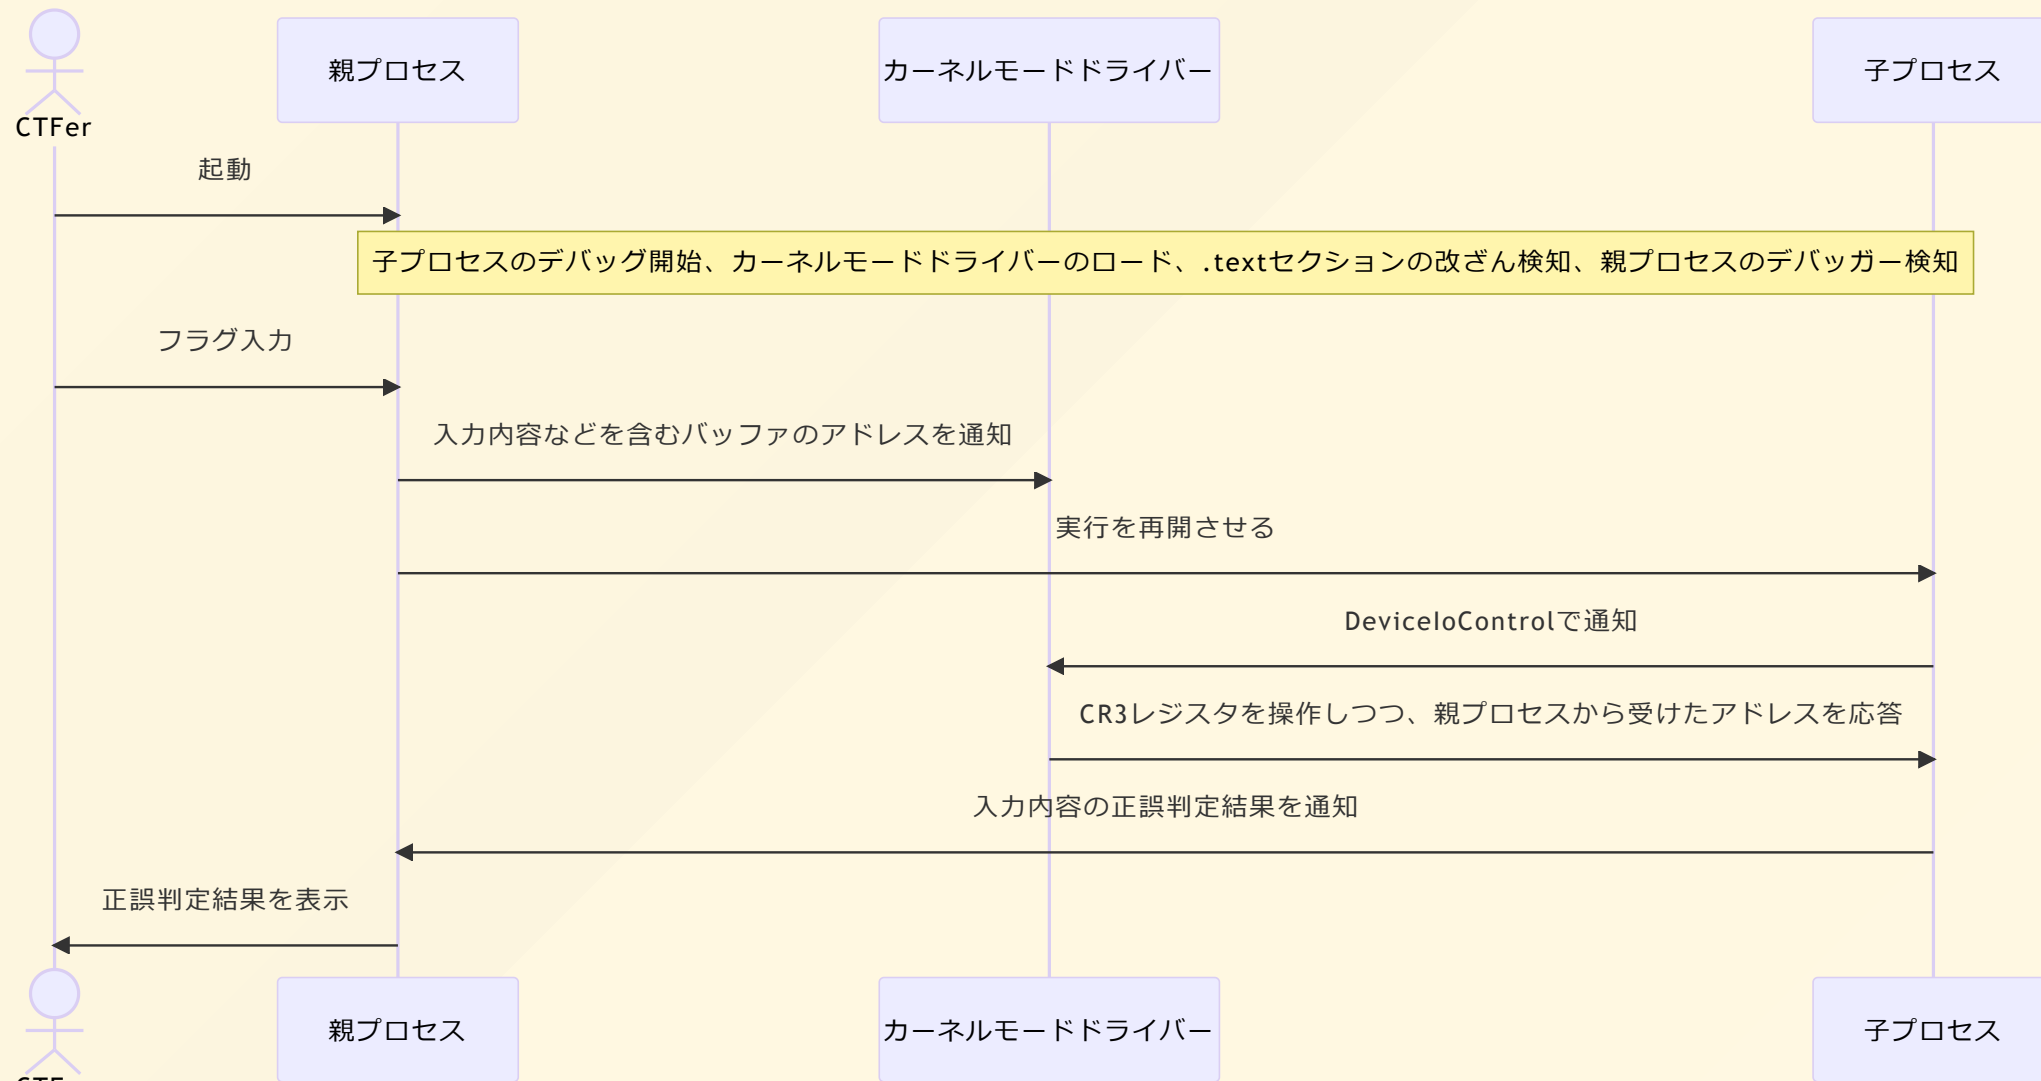 親プロセス
カーネルモードドライバー
子プロセス
CTFer
起動
子プロセスのデバッグ開始、カーネルモードドライバーのロード、.textセクションの改ざん検知、親プロセスのデバッガー検知
フラグ入力
入力内容などを含むバッファのアドレスを通知
実行を再開させる
DeviceIoControlで通知
CR3レジスタを操作しつつ、親プロセスから受けたアドレスを応答
入力内容の正誤判定結果を通知
正誤判定結果を表示
親プロセス
カーネルモードドライバー
子プロセス